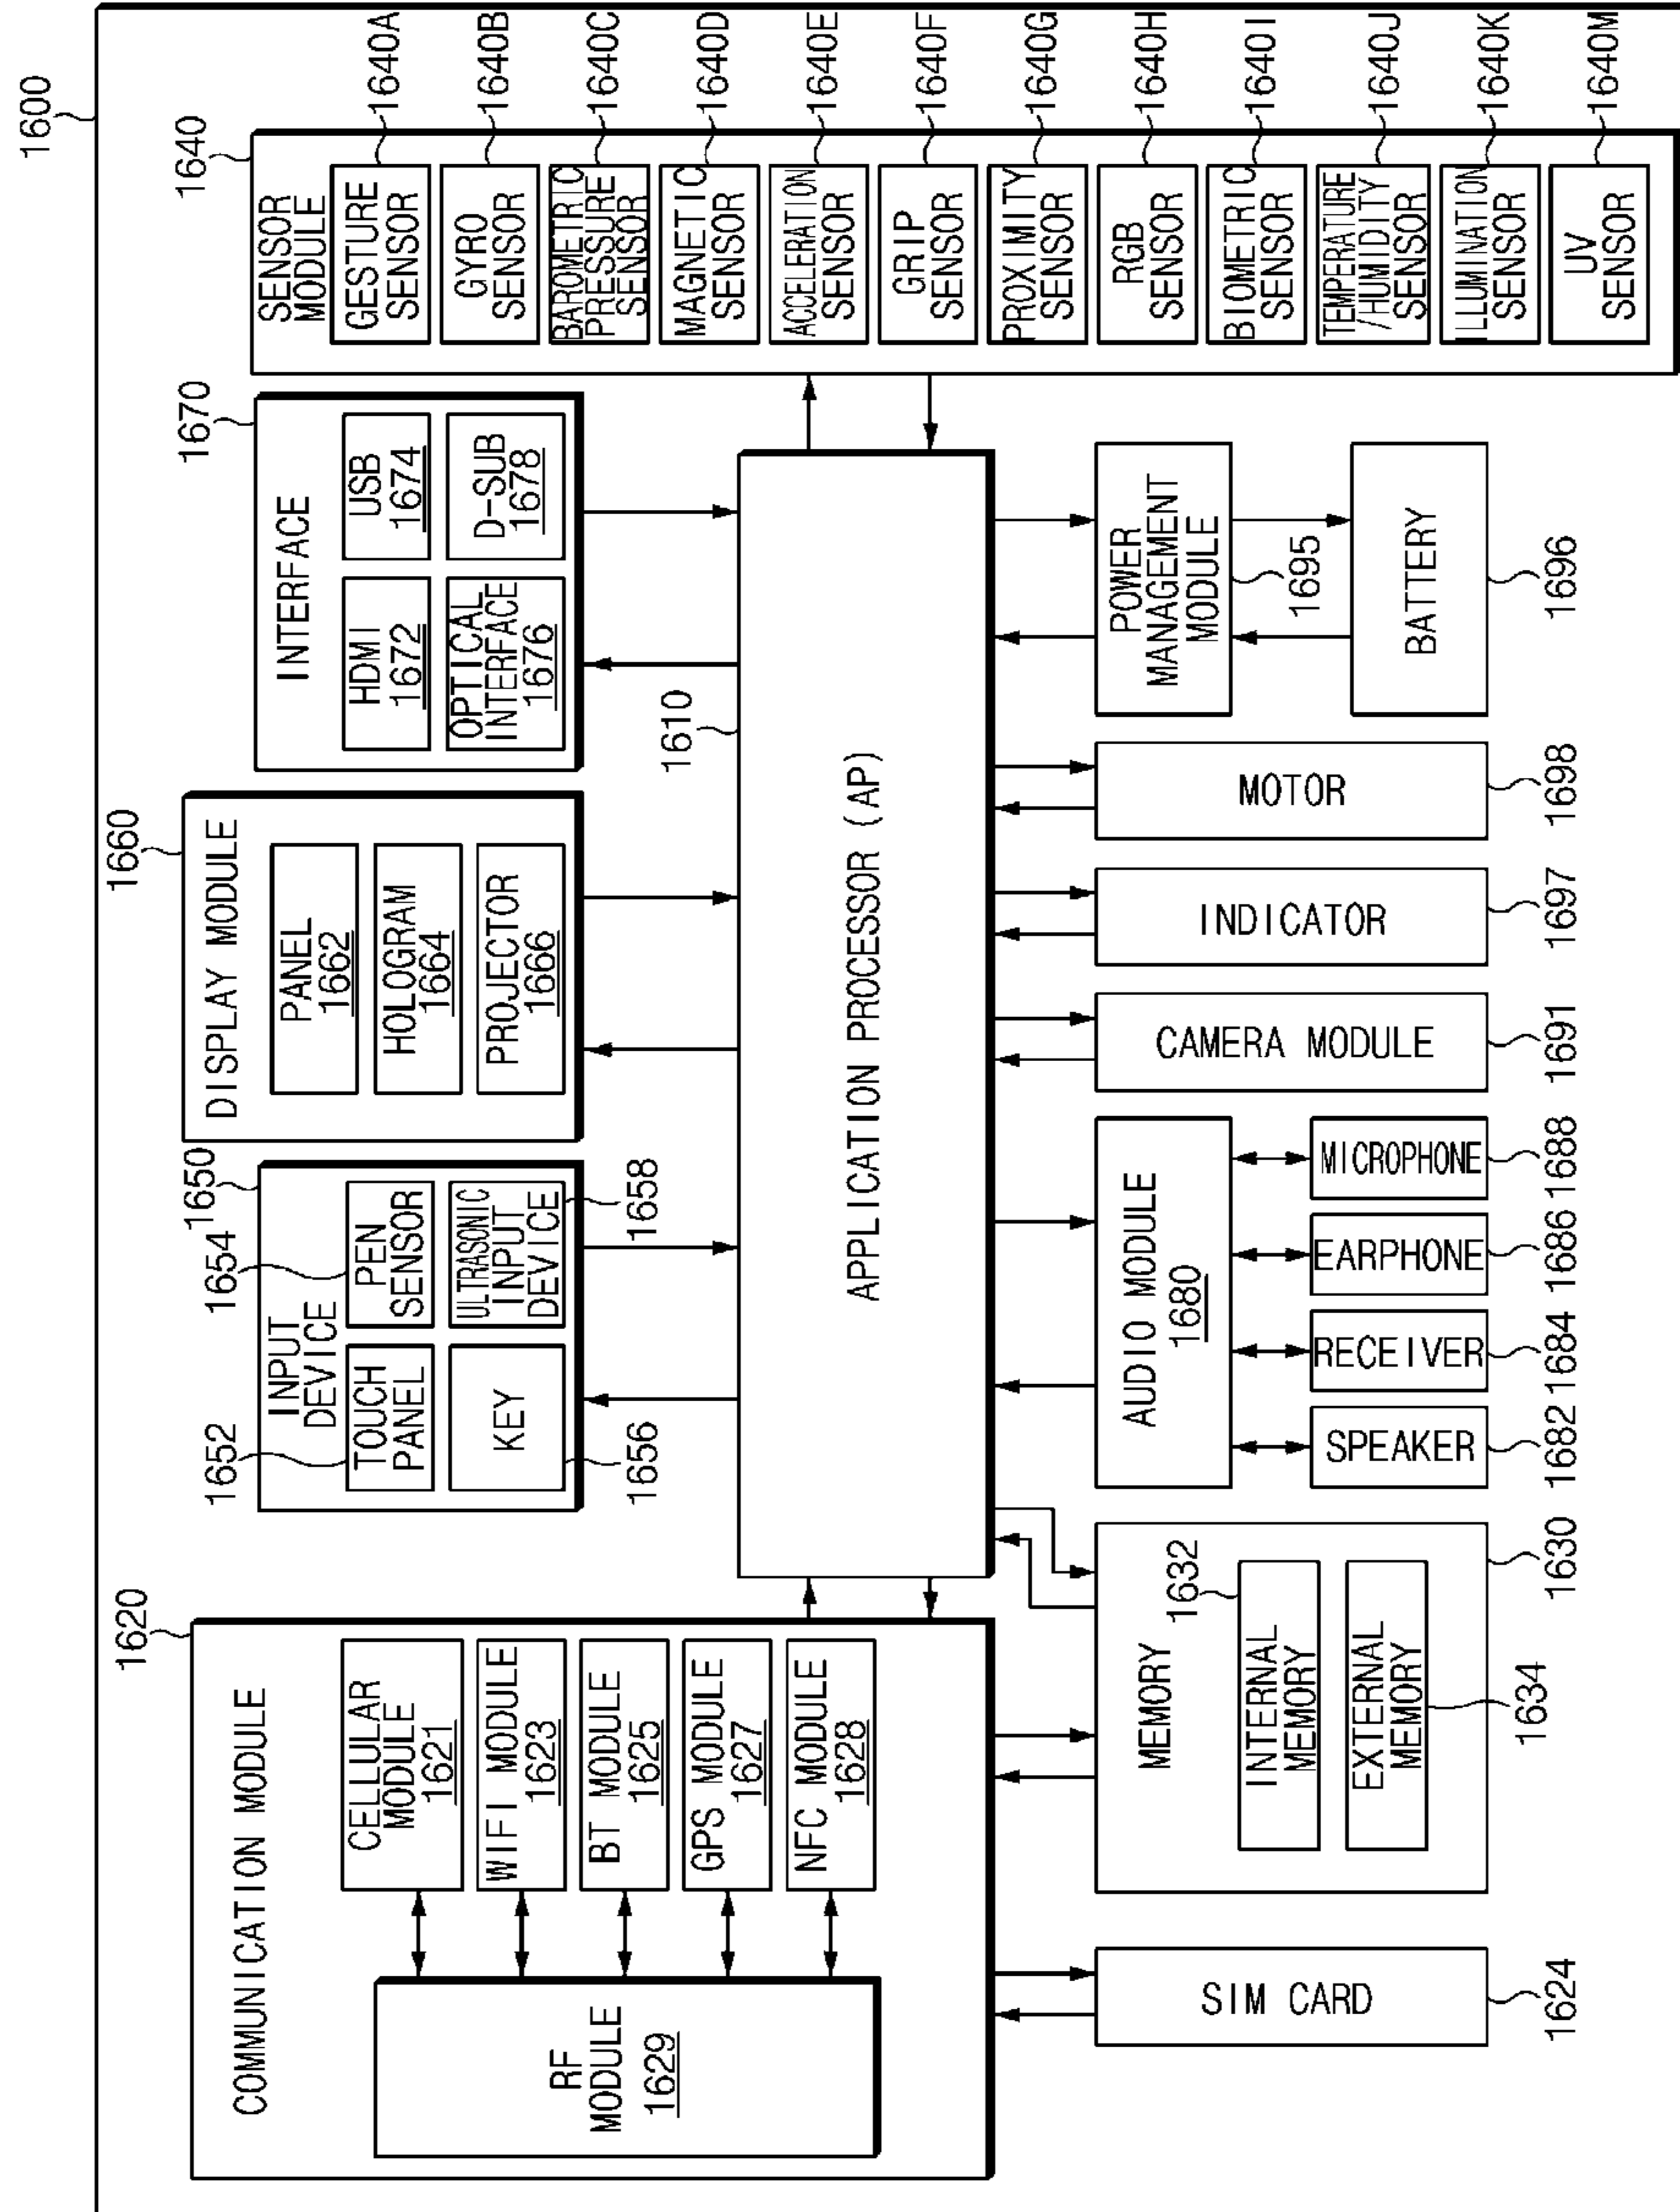 1600
COMMUNICATION MODULE
1620
RF
MODULE
1629
CELLULAR
MODULE
1621
WIFI MODULE
1623
BT MODULE
1625
GPS MODULE
1627
NFC MODULE
1628
INPUT
DEVICE
1650
TOUCH
PANEL
1652
PEN
SENSOR
1654
KEY
1656
ULTRASONIC
INPUT
DEVICE
1658
DISPLAY MODULE
1660
PANEL
1662
HOLOGRAM
1664
PROJECTOR
1666
INTERFACE
1670
HDMI
1672
USB
1674
OPTICAL
INTERFACE
1676
D-SUB
1678
SENSOR
MODULE
1640
GESTURE
SENSOR
1640A
GYRO
SENSOR
1640B
BAROMETRIC
PRESSURE
SENSOR
1640C
MAGNETIC
SENSOR
1640D
ACCELERATION
SENSOR
1640E
GRIP
SENSOR
1640F
PROXIMITY
SENSOR
1640G
RGB
SENSOR
1640H
BIOMETRIC
SENSOR
1640I
TEMPERATURE
/HUMIDITY
SENSOR
1640J
ILLUMINATION
SENSOR
1640K
UV
SENSOR
1640M
1610
APPLICATION PROCESSOR (AP)
SIM CARD
1624
MEMORY
1630
INTERNAL
MEMORY
1632
EXTERNAL
MEMORY
1634
AUDIO MODULE
1680
SPEAKER
1682
RECEIVER
1684
EARPHONE
1686
MICROPHONE
1688
CAMERA MODULE
1691
INDICATOR
1697
MOTOR
1698
POWER
MANAGEMENT
MODULE
1695
BATTERY
1696